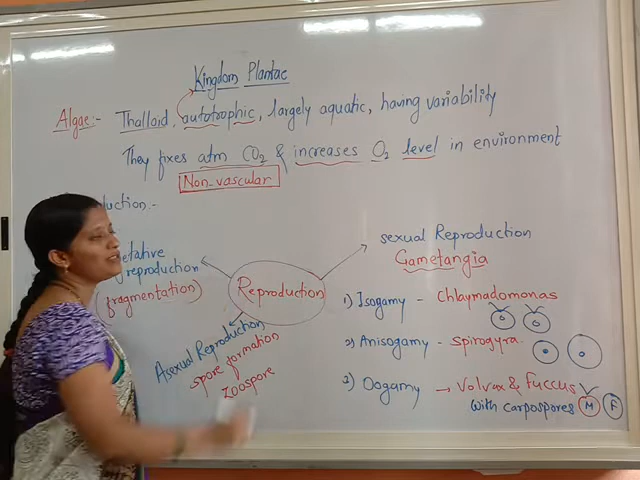 Kingdom Plantae
Algae:- Thalloid, autotrophic, largely aquatic, having variability
They fixes atm CO2 & increases O2 level in environment
Non-vascular
duction.-
sexual Reproduction
Gametangia
etative
reproduction
(fragmentation)
Reproduction
Asexual Reproduction
spore formation
Zoospore
1) Isogamy - Chlaymadomonas
2) Anisogamy - spirogyra
3) Oogamy → Volvox & Fuccus
with carpospores M F